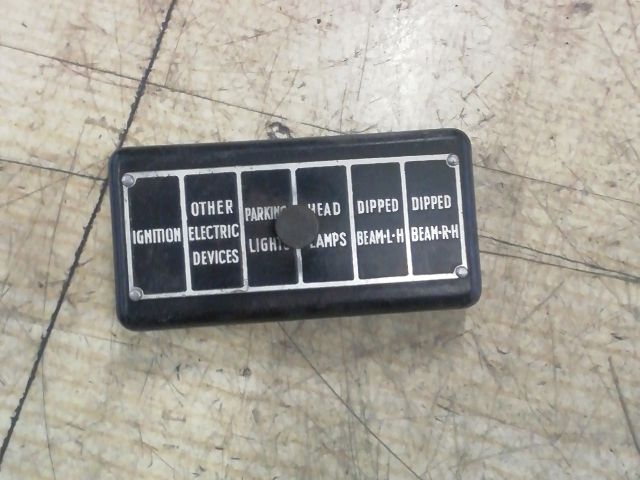 IGNITION
OTHER
ELECTRIC
DEVICES
PARKING
LIGHTS
HEAD
LAMPS
DIPPED
BEAM-L-H
DIPPED
BEAM-R-H